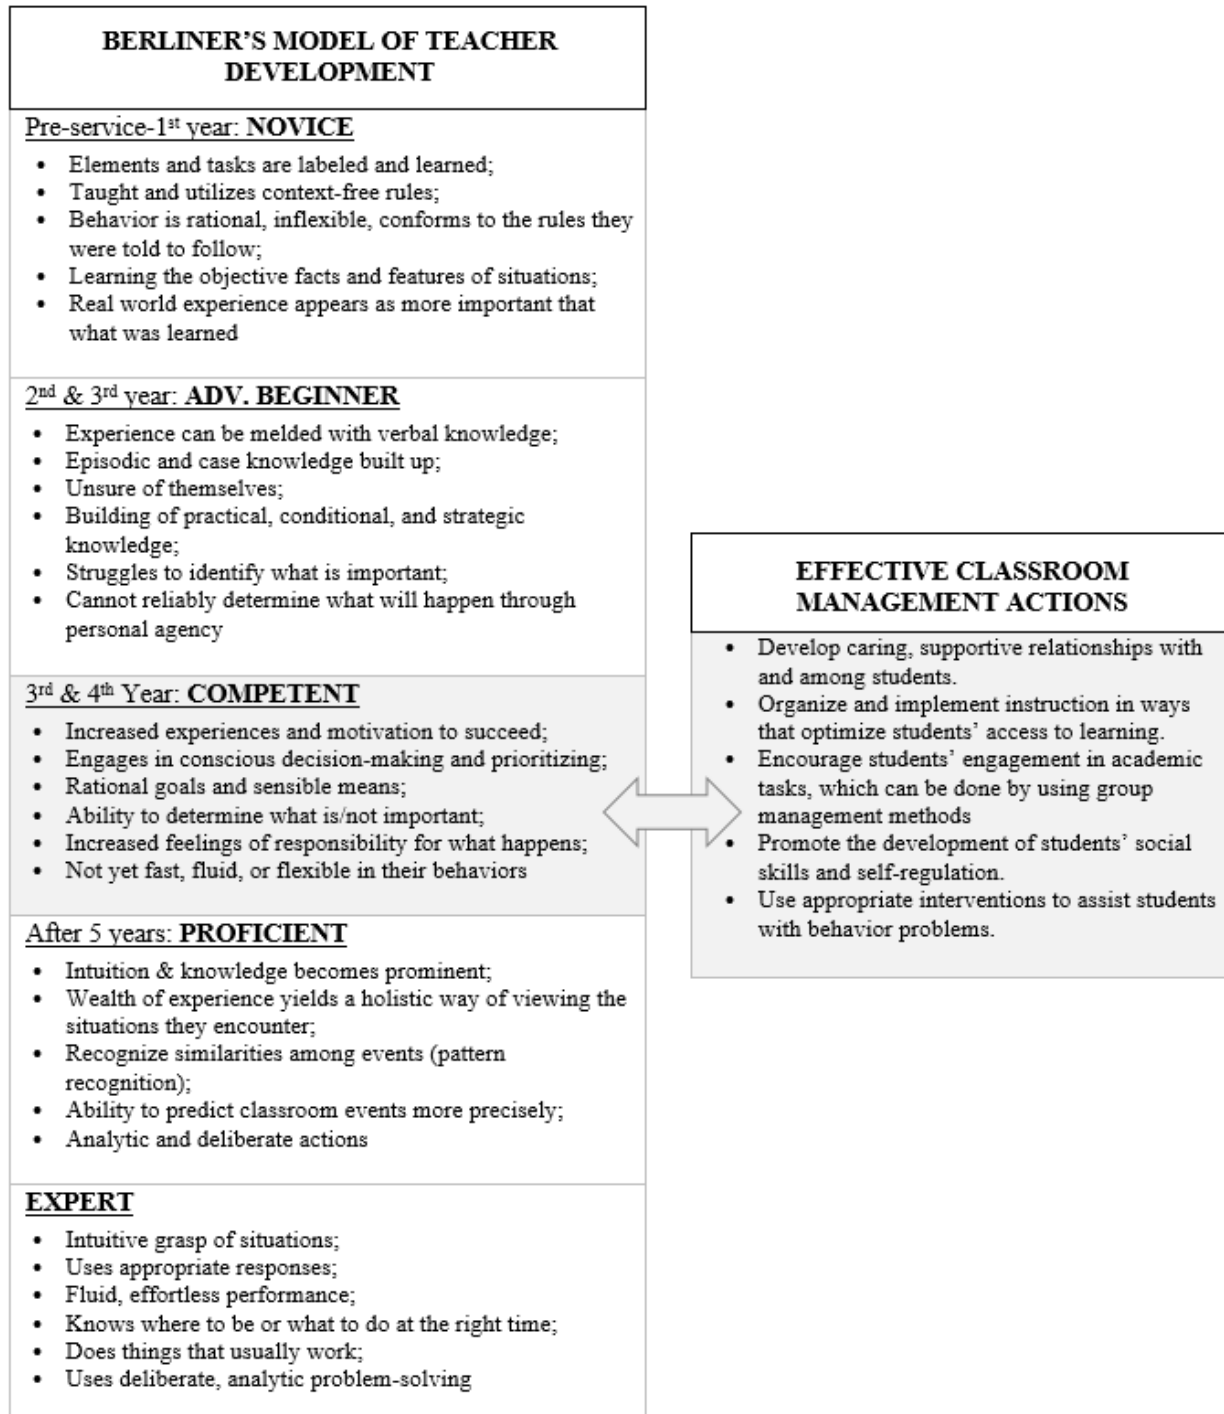 BERLINER’S MODEL OF TEACHER
DEVELOPMENT
Pre-service-1st year: NOVICE
• Elements and tasks are labeled and learned;
• Taught and utilizes context-free rules;
• Behavior is rational, inflexible, conforms to the rules they
were told to follow;
• Learning the objective facts and features of situations;
• Real world experience appears as more important that
what was learned
2nd & 3rd year: ADV. BEGINNER
• Experience can be melded with verbal knowledge;
• Episodic and case knowledge built up;
• Unsure of themselves;
• Building of practical, conditional, and strategic
knowledge;
• Struggles to identify what is important;
• Cannot reliably determine what will happen through
personal agency
3rd & 4th Year: COMPETENT
• Increased experiences and motivation to succeed;
• Engages in conscious decision-making and prioritizing;
• Rational goals and sensible means;
• Ability to determine what is/not important;
• Increased feelings of responsibility for what happens;
• Not yet fast, fluid, or flexible in their behaviors
After 5 years: PROFICIENT
• Intuition & knowledge becomes prominent;
• Wealth of experience yields a holistic way of viewing the
situations they encounter;
• Recognize similarities among events (pattern
recognition);
• Ability to predict classroom events more precisely;
• Analytic and deliberate actions
EXPERT
• Intuitive grasp of situations;
• Uses appropriate responses;
• Fluid, effortless performance;
• Knows where to be or what to do at the right time;
• Does things that usually work;
• Uses deliberate, analytic problem-solving
EFFECTIVE CLASSROOM
MANAGEMENT ACTIONS
• Develop caring, supportive relationships with
and among students.
• Organize and implement instruction in ways
that optimize students’ access to learning.
• Encourage students’ engagement in academic
tasks, which can be done by using group
management methods
• Promote the development of students’ social
skills and self-regulation.
• Use appropriate interventions to assist students
with behavior problems.